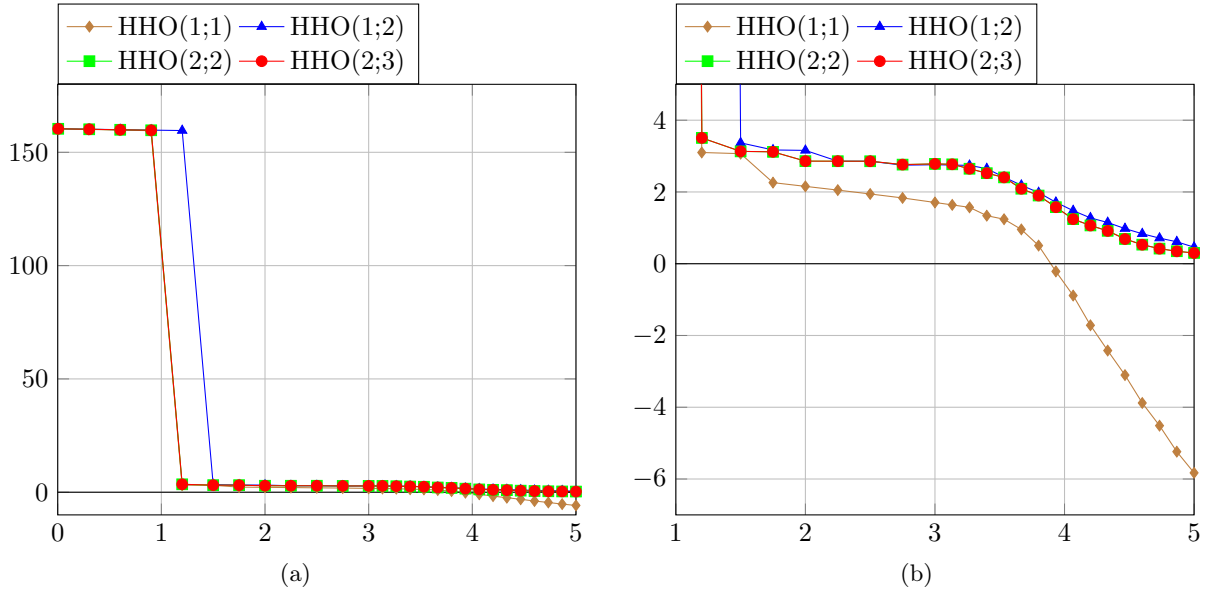 HHO(1;1) HHO(1;2)
HHO(2;2) HHO(2;3)
150
100
50
0
0 1 2 3 4 5
(a)
HHO(1;1) HHO(1;2)
HHO(2;2) HHO(2;3)
4
2
0
−2
−4
−6
1 2 3 4 5
(b)